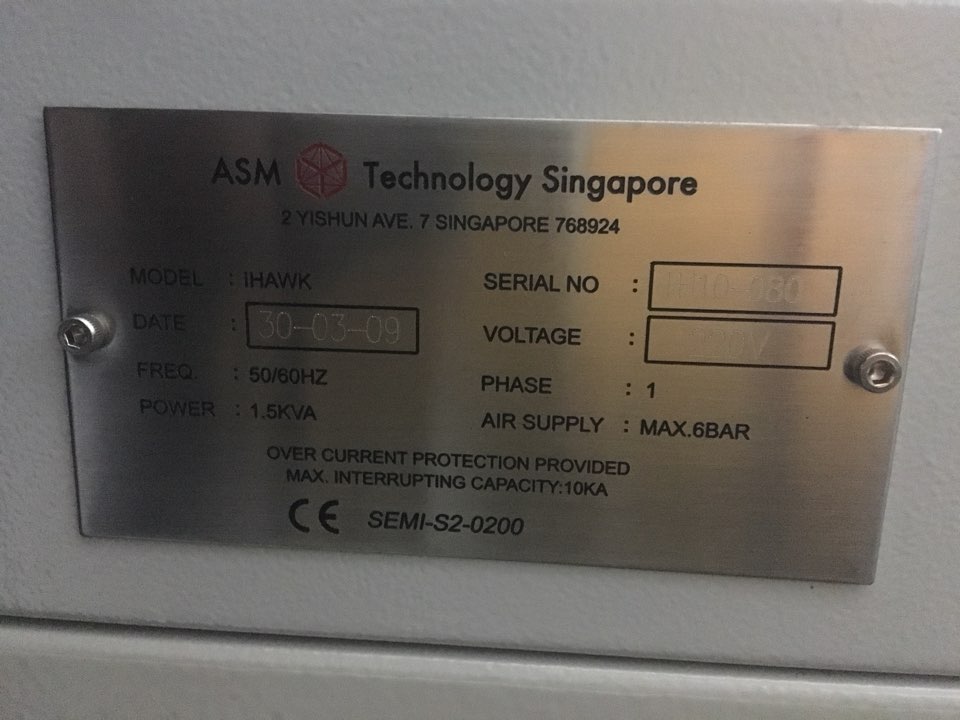 ASM Technology Singapore
2 YISHUN AVE. 7 SINGAPORE 768924
MODEL : iHAWK SERIAL NO :
DATE : 30-03-09 VOLTAGE :
FREQ. : 50/60HZ PHASE : 1
POWER : 1.5KVA AIR SUPPLY : MAX.6BAR
OVER CURRENT PROTECTION PROVIDED
MAX. INTERRUPTING CAPACITY:10KA
CE SEMI-S2-0200